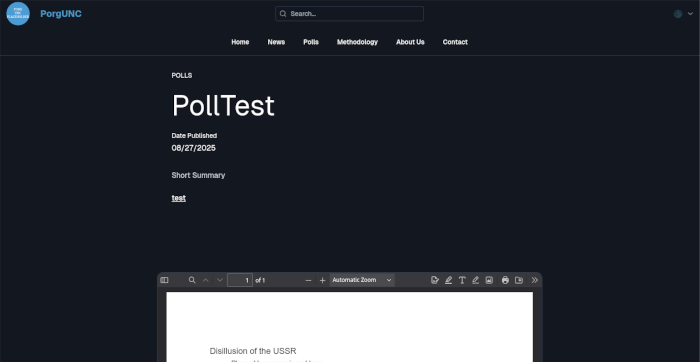 PorgUNC
Search...
Home News Polls Methodology About Us Contact
POLLS
PollTest
Date Published
08/27/2025
Short Summary
test
1 of 1 Automatic Zoom
Disillusion of the USSR